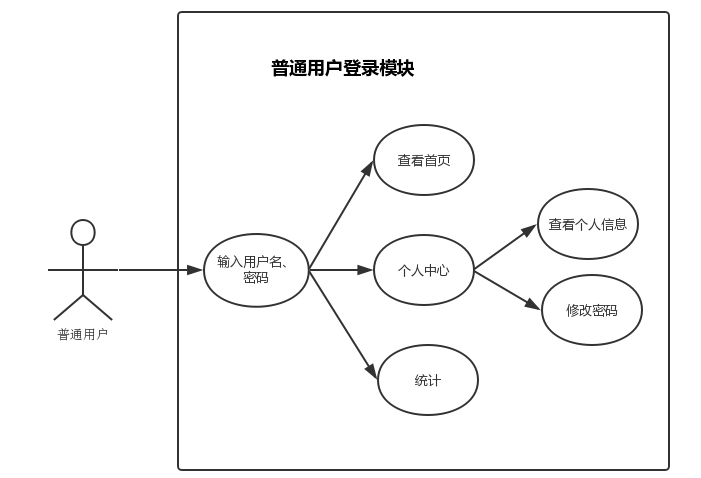 普通用户登录模块
查看首页
查看个人信息
输入用户名、
密码
个人中心
修改密码
普通用户
统计